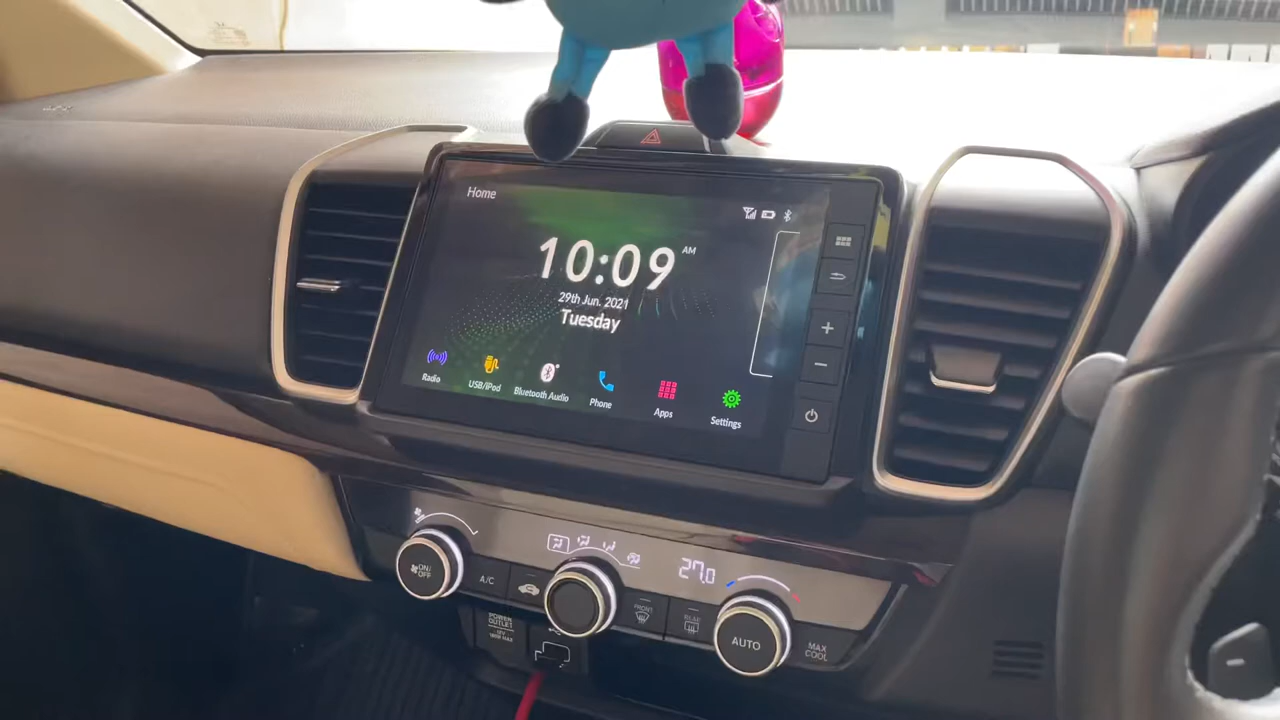 Home
10:09 AM
29th Jun. 2021
Tuesday
Radio
USB/iPod
Bluetooth Audio
Phone
Apps
Settings
27.0
ON/
OFF
A/C
FRONT
REAR
AUTO
MAX
COOL
POWER
OUTLET